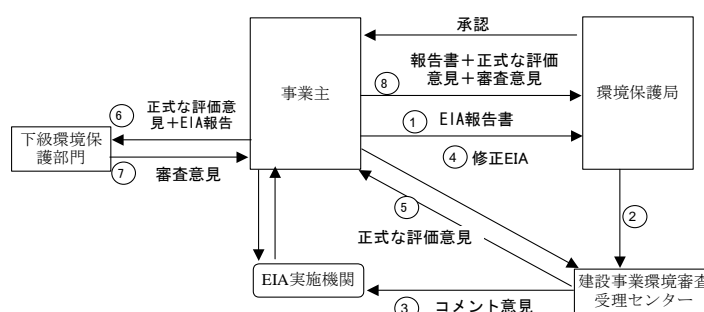 承認
報告書＋正式な評価
意見＋審査意見
⑧
事業主
環境保護局
⑥
正式な評価意
見＋EIA報告
①
EIA報告書
下級環境保
護部門
④
修正EIA
⑦
審査意見
⑤
②
正式な評価意見
EIA実施機関
建設事業環境審査
受理センター
③
コメント意見